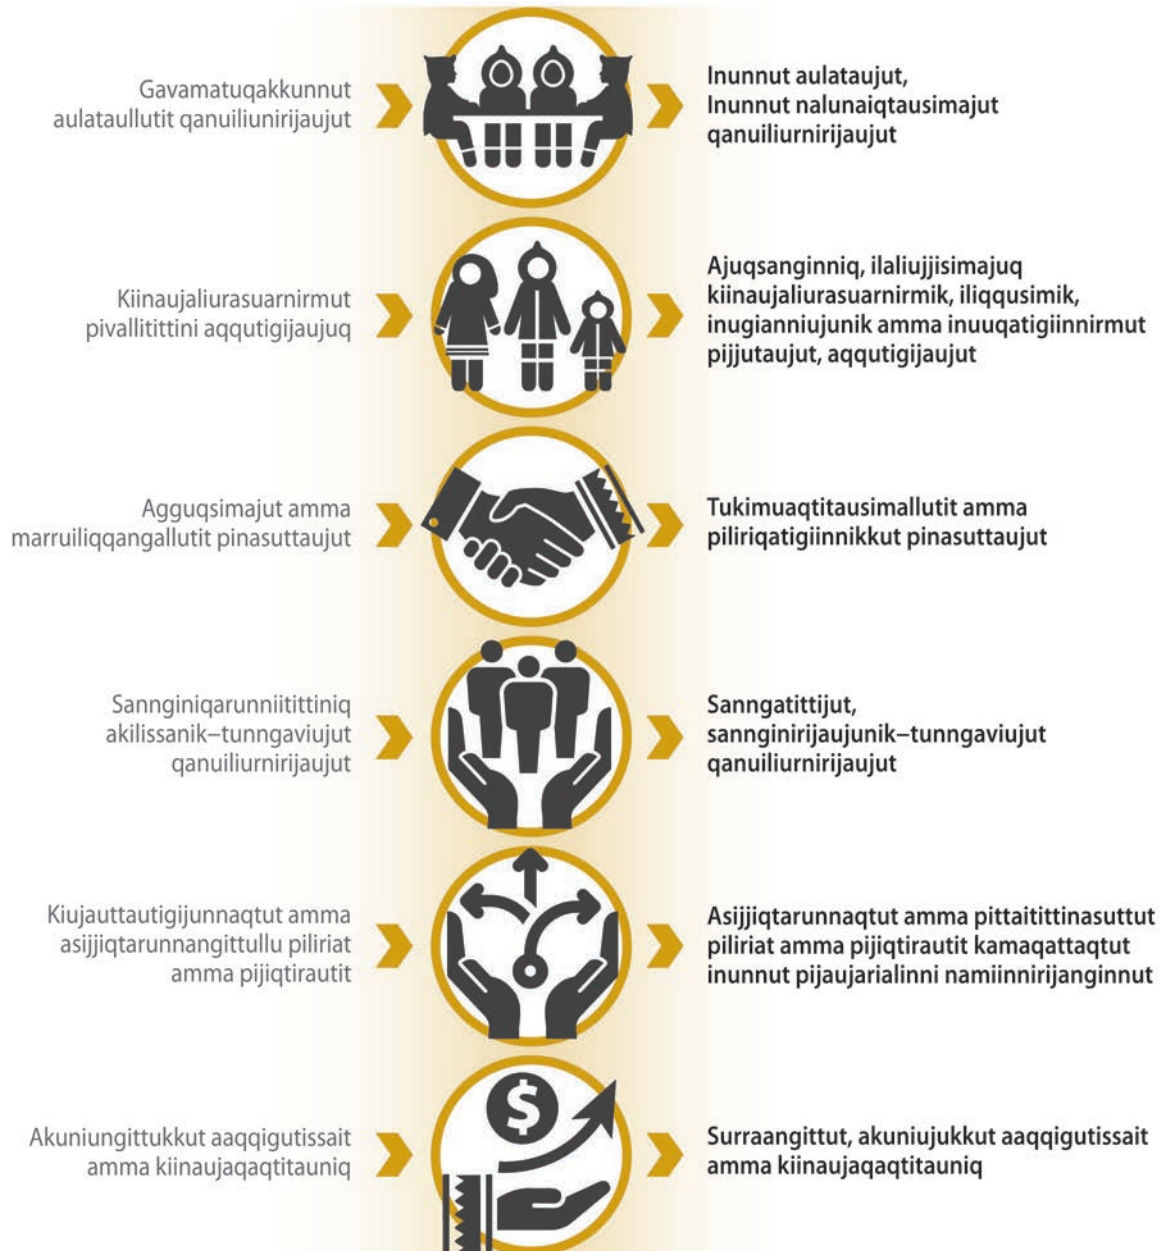 Gavamatuqakkunnut
aulataullutit qanuiliunirijaujut
Inunnut aulataujut,
Inunnut nalunaiqtausimajut
qanuiliurnirijaujut
Kiinaujaliurasuarnirmut
pivallitittini aqqutigijaujuq
Ajuqsanginniq, ilaliujjisimajuq
kiinaujaliurasuarnirmik, iliqqusimik,
inugianniujunik amma inuuqatigiinnirmut
pijjutaujut, aqqutigijaujut
Agguqsimajut amma
marruiliqqangallutit pinasuttaujut
Tukimuaqtitausimallutit amma
piliriqatigiinnikkut pinasuttaujut
Sannginiqarunniitittiniq
akilissanik–tunngaviujut
qanuiliurnirijaujut
Sanngatittijut,
sannginirijaujunik–tunngaviujut
qanuiliurnirijaujut
Kiujauttautigijunnaqtut amma
asijjiqtarunnangittullu piliriat
amma pijiqtirautit
Asijjiqtarunnaqtut amma pittaitittinasuttut
piliriat amma pijiqtirautit kamaqattaqtut
inunnut pijaujarialinni namiinnirijanginnut
Akuniungittukkut aaqqigutissait
amma kiinaujaqaqtitauniq
$
Surraangittut, akuniujukkut aaqqigutissait
amma kiinaujaqaqtitauniq